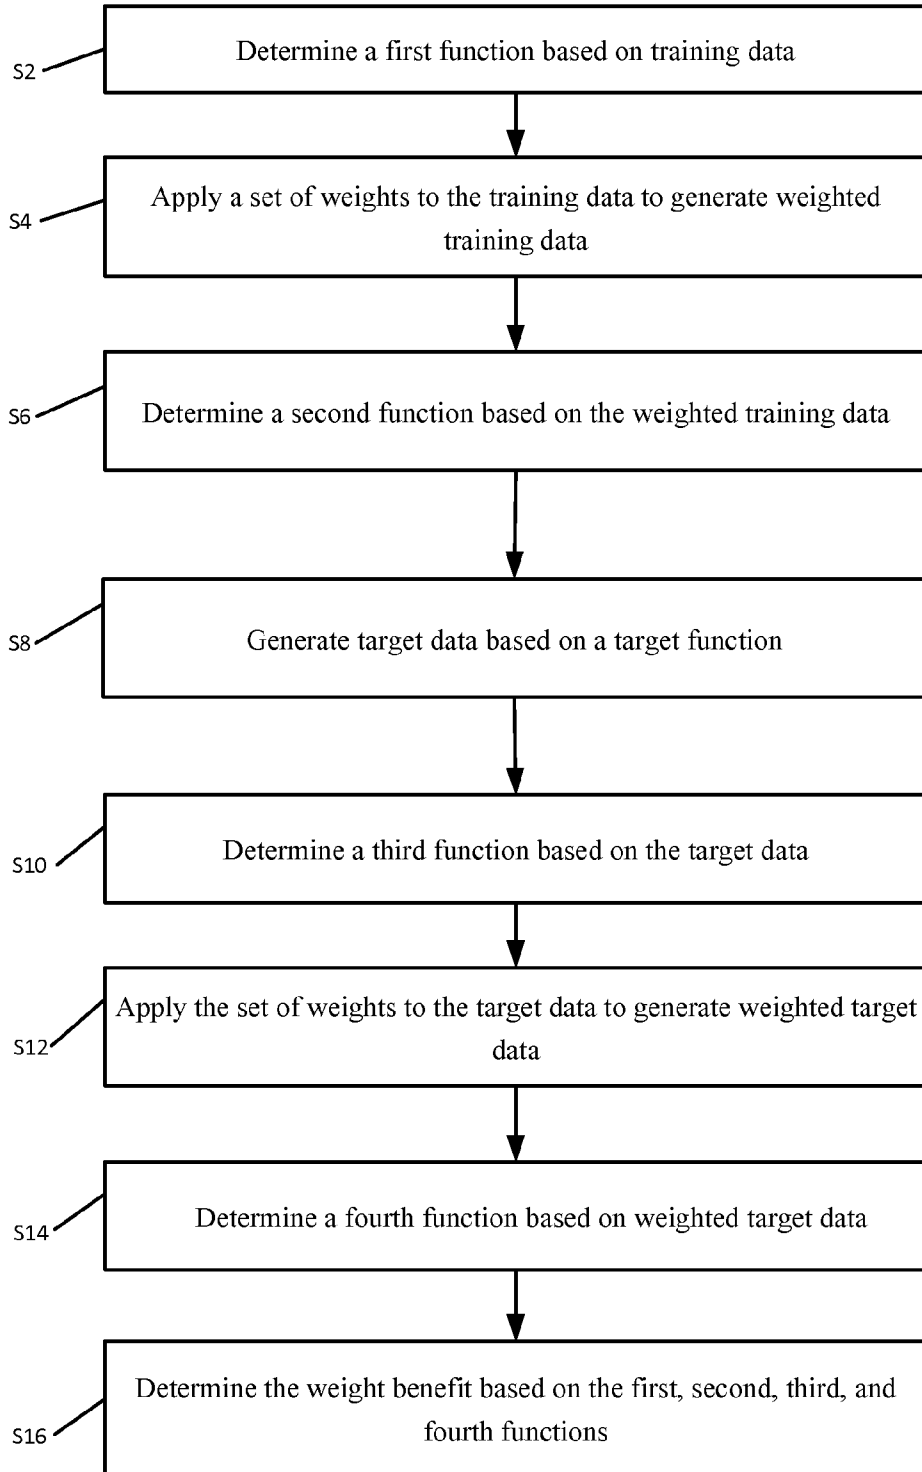 S2
Determine a first function based on training data
S4
Apply a set of weights to the training data to generate weighted
training data
S6
Determine a second function based on the weighted training data
S8
Generate target data based on a target function
S10
Determine a third function based on the target data
S12
Apply the set of weights to the target data to generate weighted target
data
S14
Determine a fourth function based on weighted target data
S16
Determine the weight benefit based on the first, second, third, and
fourth functions